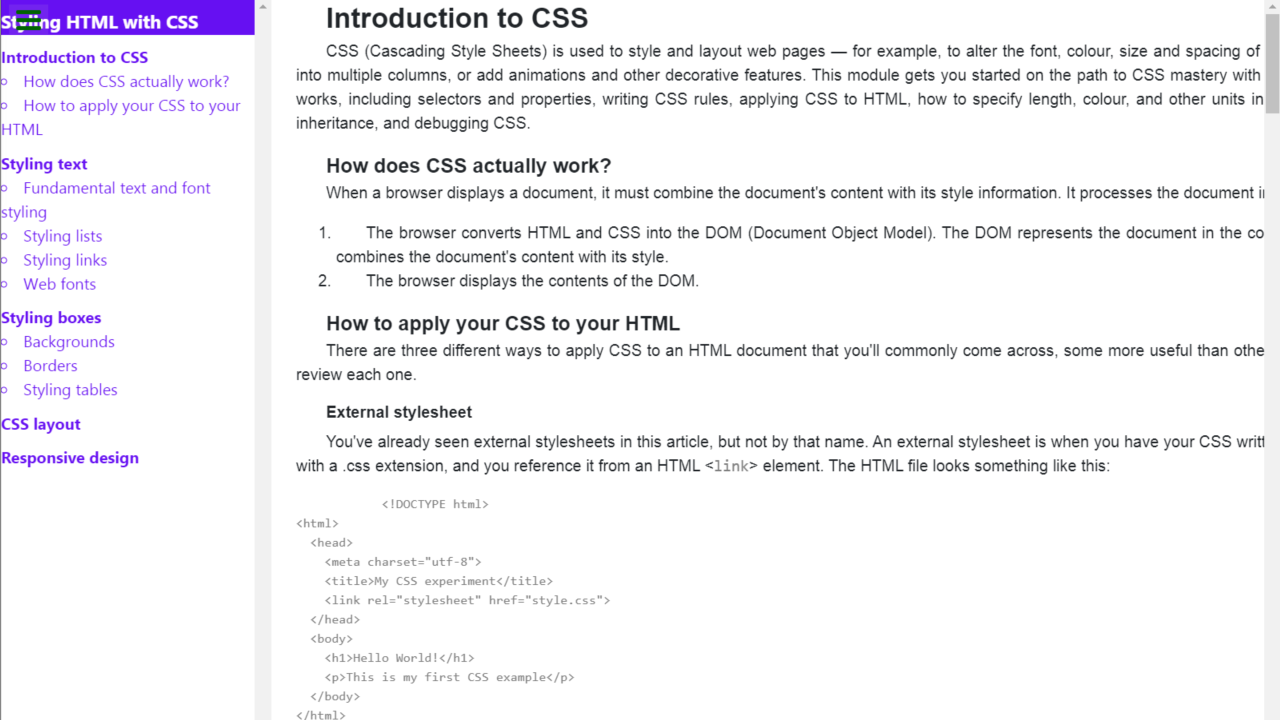 Styling HTML with CSS
Introduction to CSS
How does CSS actually work?
How to apply your CSS to your
HTML
Styling text
Fundamental text and font
styling
Styling lists
Styling links
Web fonts
Styling boxes
Backgrounds
Borders
Styling tables
CSS layout
Responsive design
Introduction to CSS
CSS (Cascading Style Sheets) is used to style and layout web pages — for example, to alter the font, colour, size and spacing of
into multiple columns, or add animations and other decorative features. This module gets you started on the path to CSS mastery with
works, including selectors and properties, writing CSS rules, applying CSS to HTML, how to specify length, colour, and other units in
inheritance, and debugging CSS.
How does CSS actually work?
When a browser displays a document, it must combine the document's content with its style information. It processes the document
1. The browser converts HTML and CSS into the DOM (Document Object Model). The DOM represents the document in the co
combines the document's content with its style.
2. The browser displays the contents of the DOM.
How to apply your CSS to your HTML
There are three different ways to apply CSS to an HTML document that you'll commonly come across, some more useful than othe
review each one.
External stylesheet
You've already seen external stylesheets in this article, but not by that name. An external stylesheet is when you have your CSS writt
with a .css extension, and you reference it from an HTML <link> element. The HTML file looks something like this:
<!DOCTYPE html>
<html>
<head>
<meta charset="utf-8">
<title>My CSS experiment</title>
<link rel="stylesheet" href="style.css">
</head>
<body>
<h1>Hello World!</h1>
<p>This is my first CSS example</p>
</body>
</html>